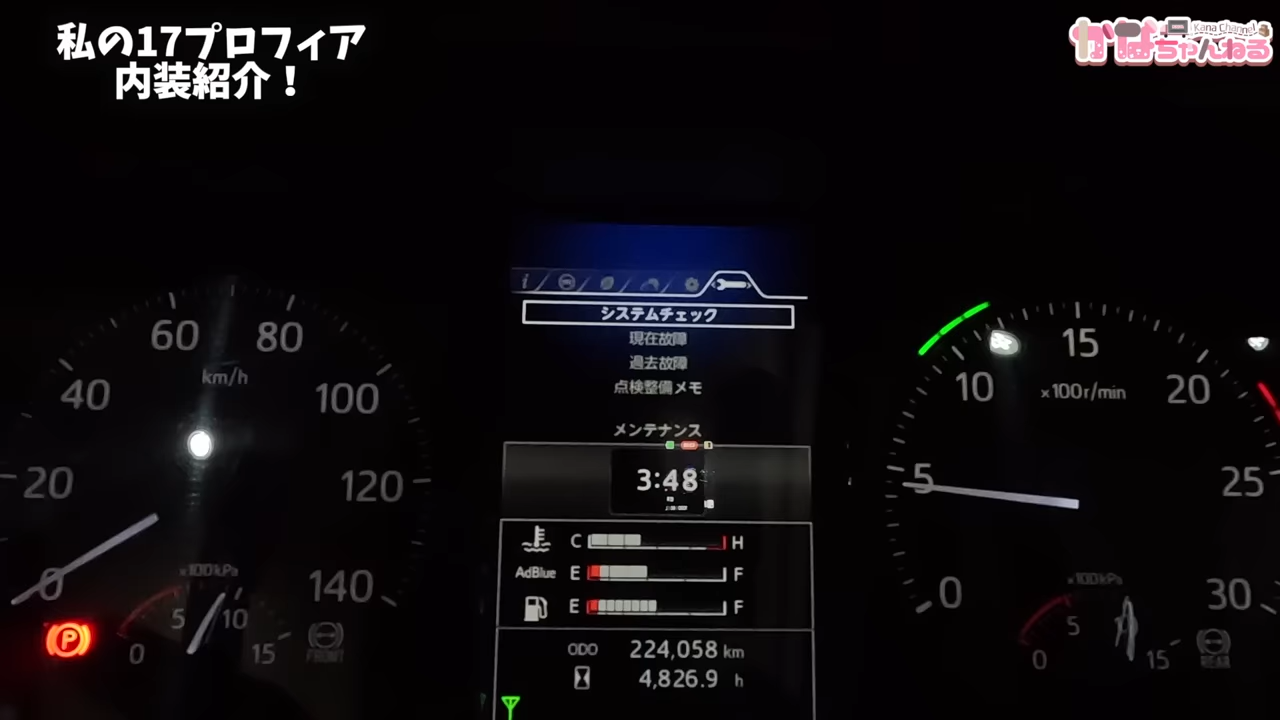 私の17プロフィア
内装紹介！
Kana Channel
かなちゃんねる
i
システムチェック
現在故障
過去故障
点検整備メモ
メンテナンス
3:48
C H
AdBlue E F
E F
ODO 224,058 km
4,826.9 h
0 20 40 60 80 100 120 140
km/h
x100kPa
0 5 10 15
P
FRONT
0 5 10 15 20 25 30
x100r/min
x100kPa
0 5 15
REAR